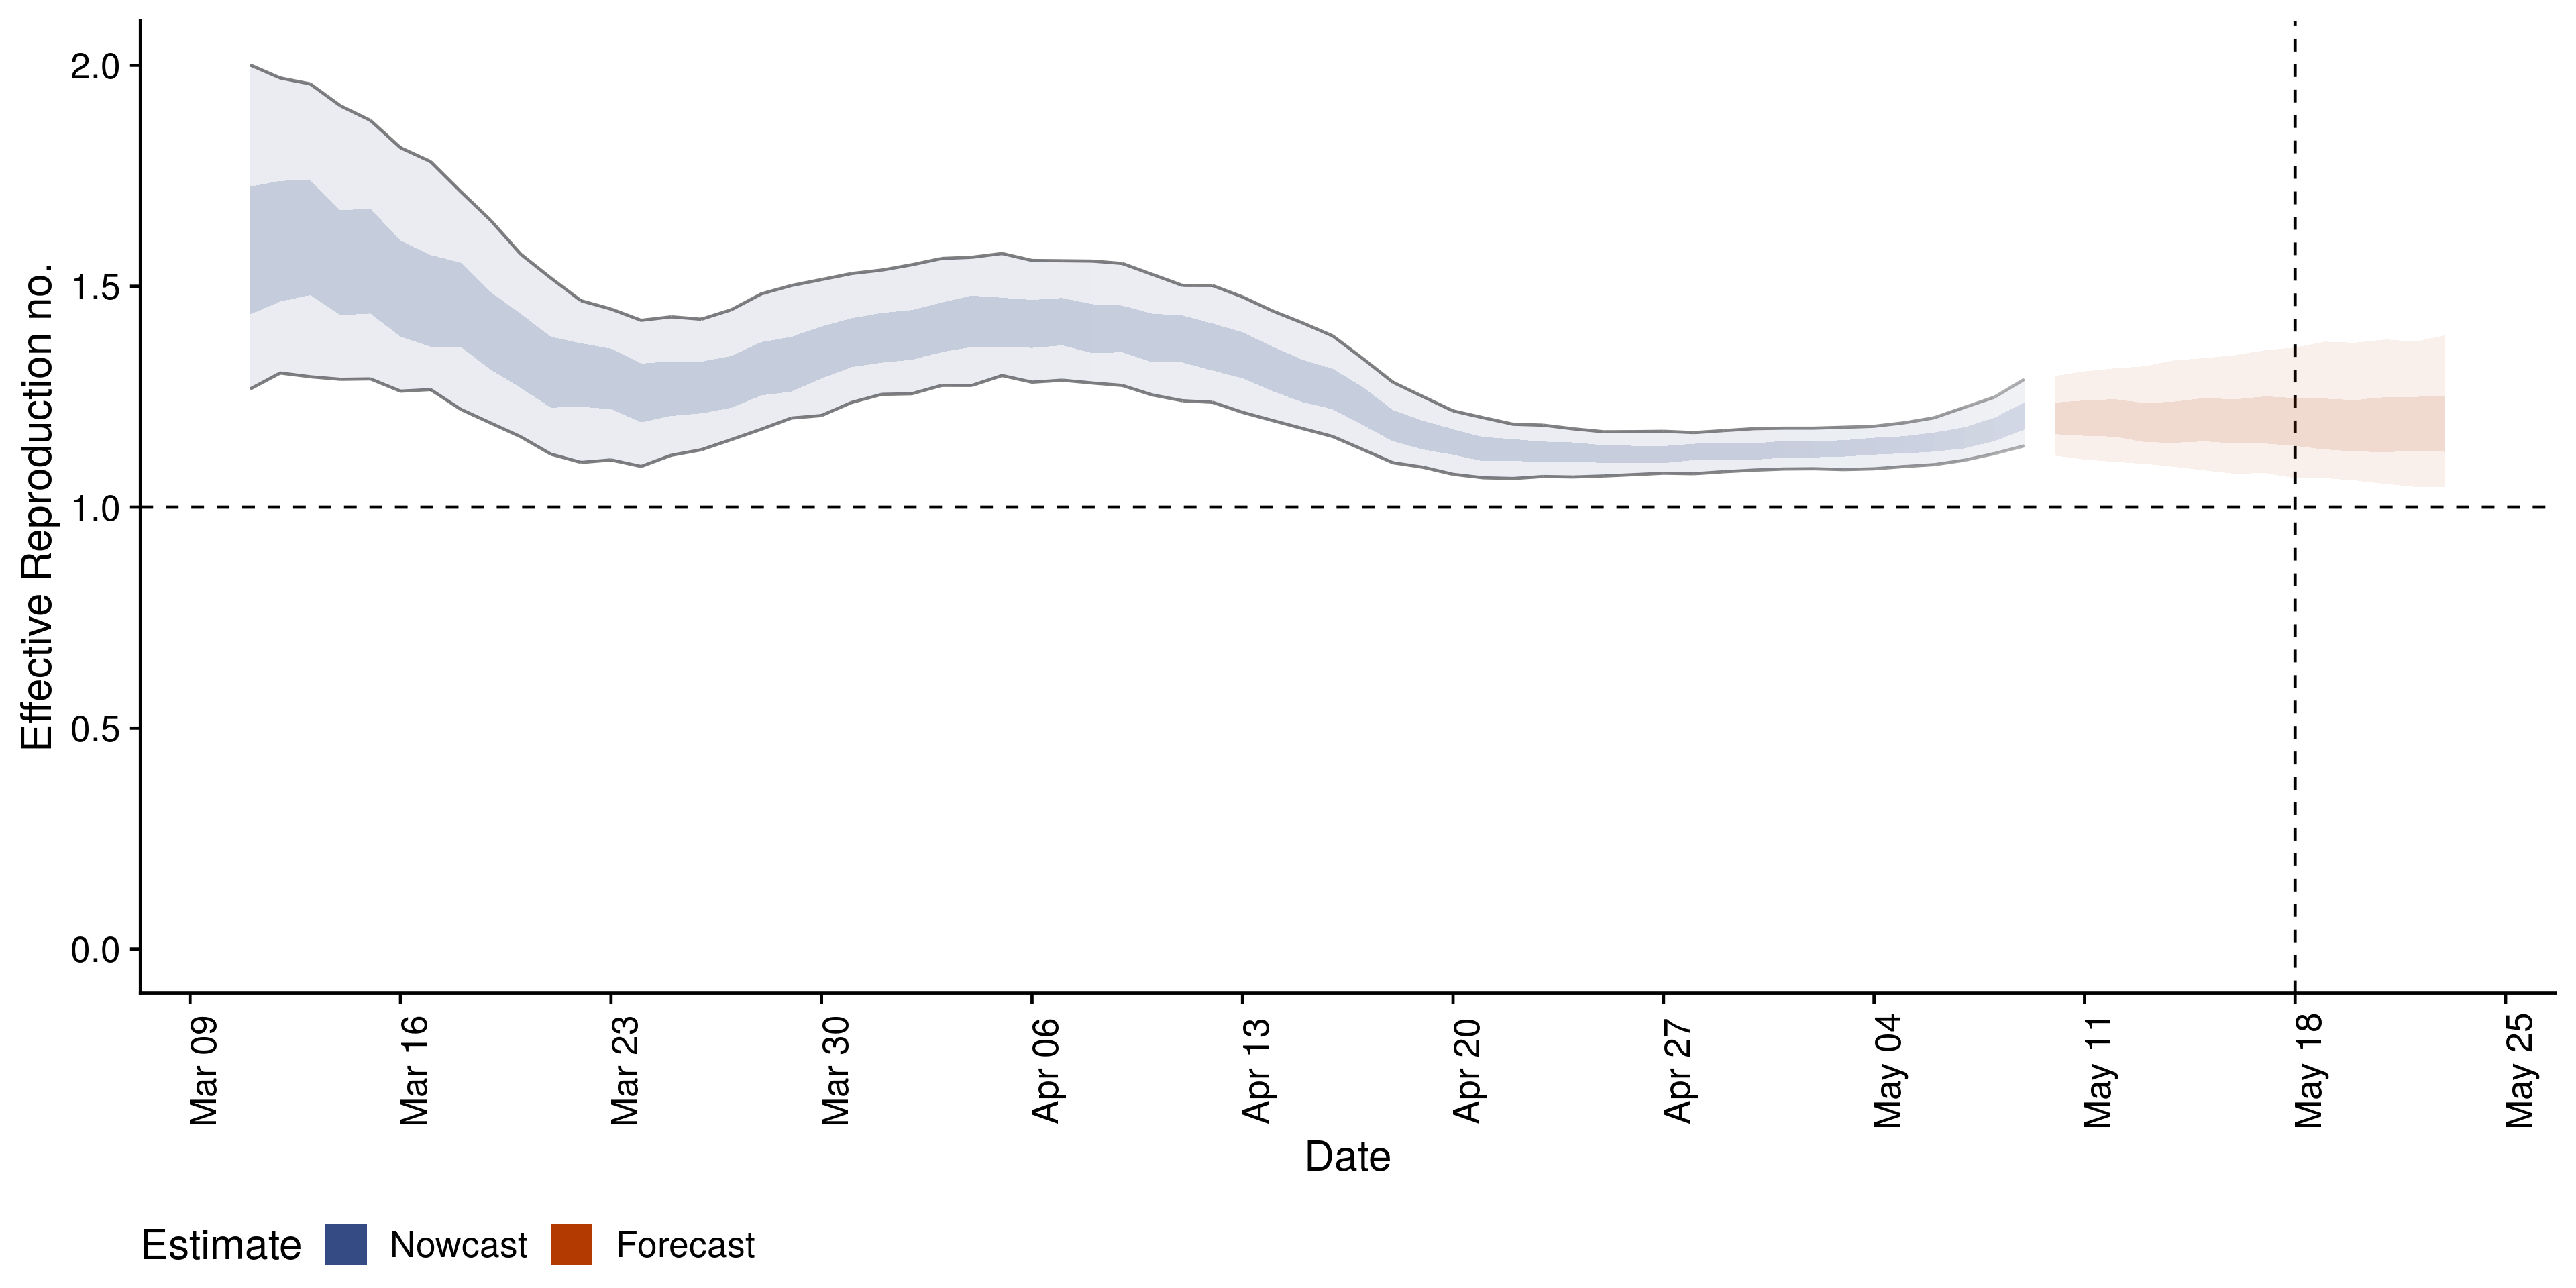 Effective Reproduction no.
2.0
1.5
1.0
0.5
0.0
Mar 09
Mar 16
Mar 23
Mar 30
Apr 06
Apr 13
Apr 20
Apr 27
May 04
May 11
May 18
May 25
Date
Estimate Nowcast Forecast